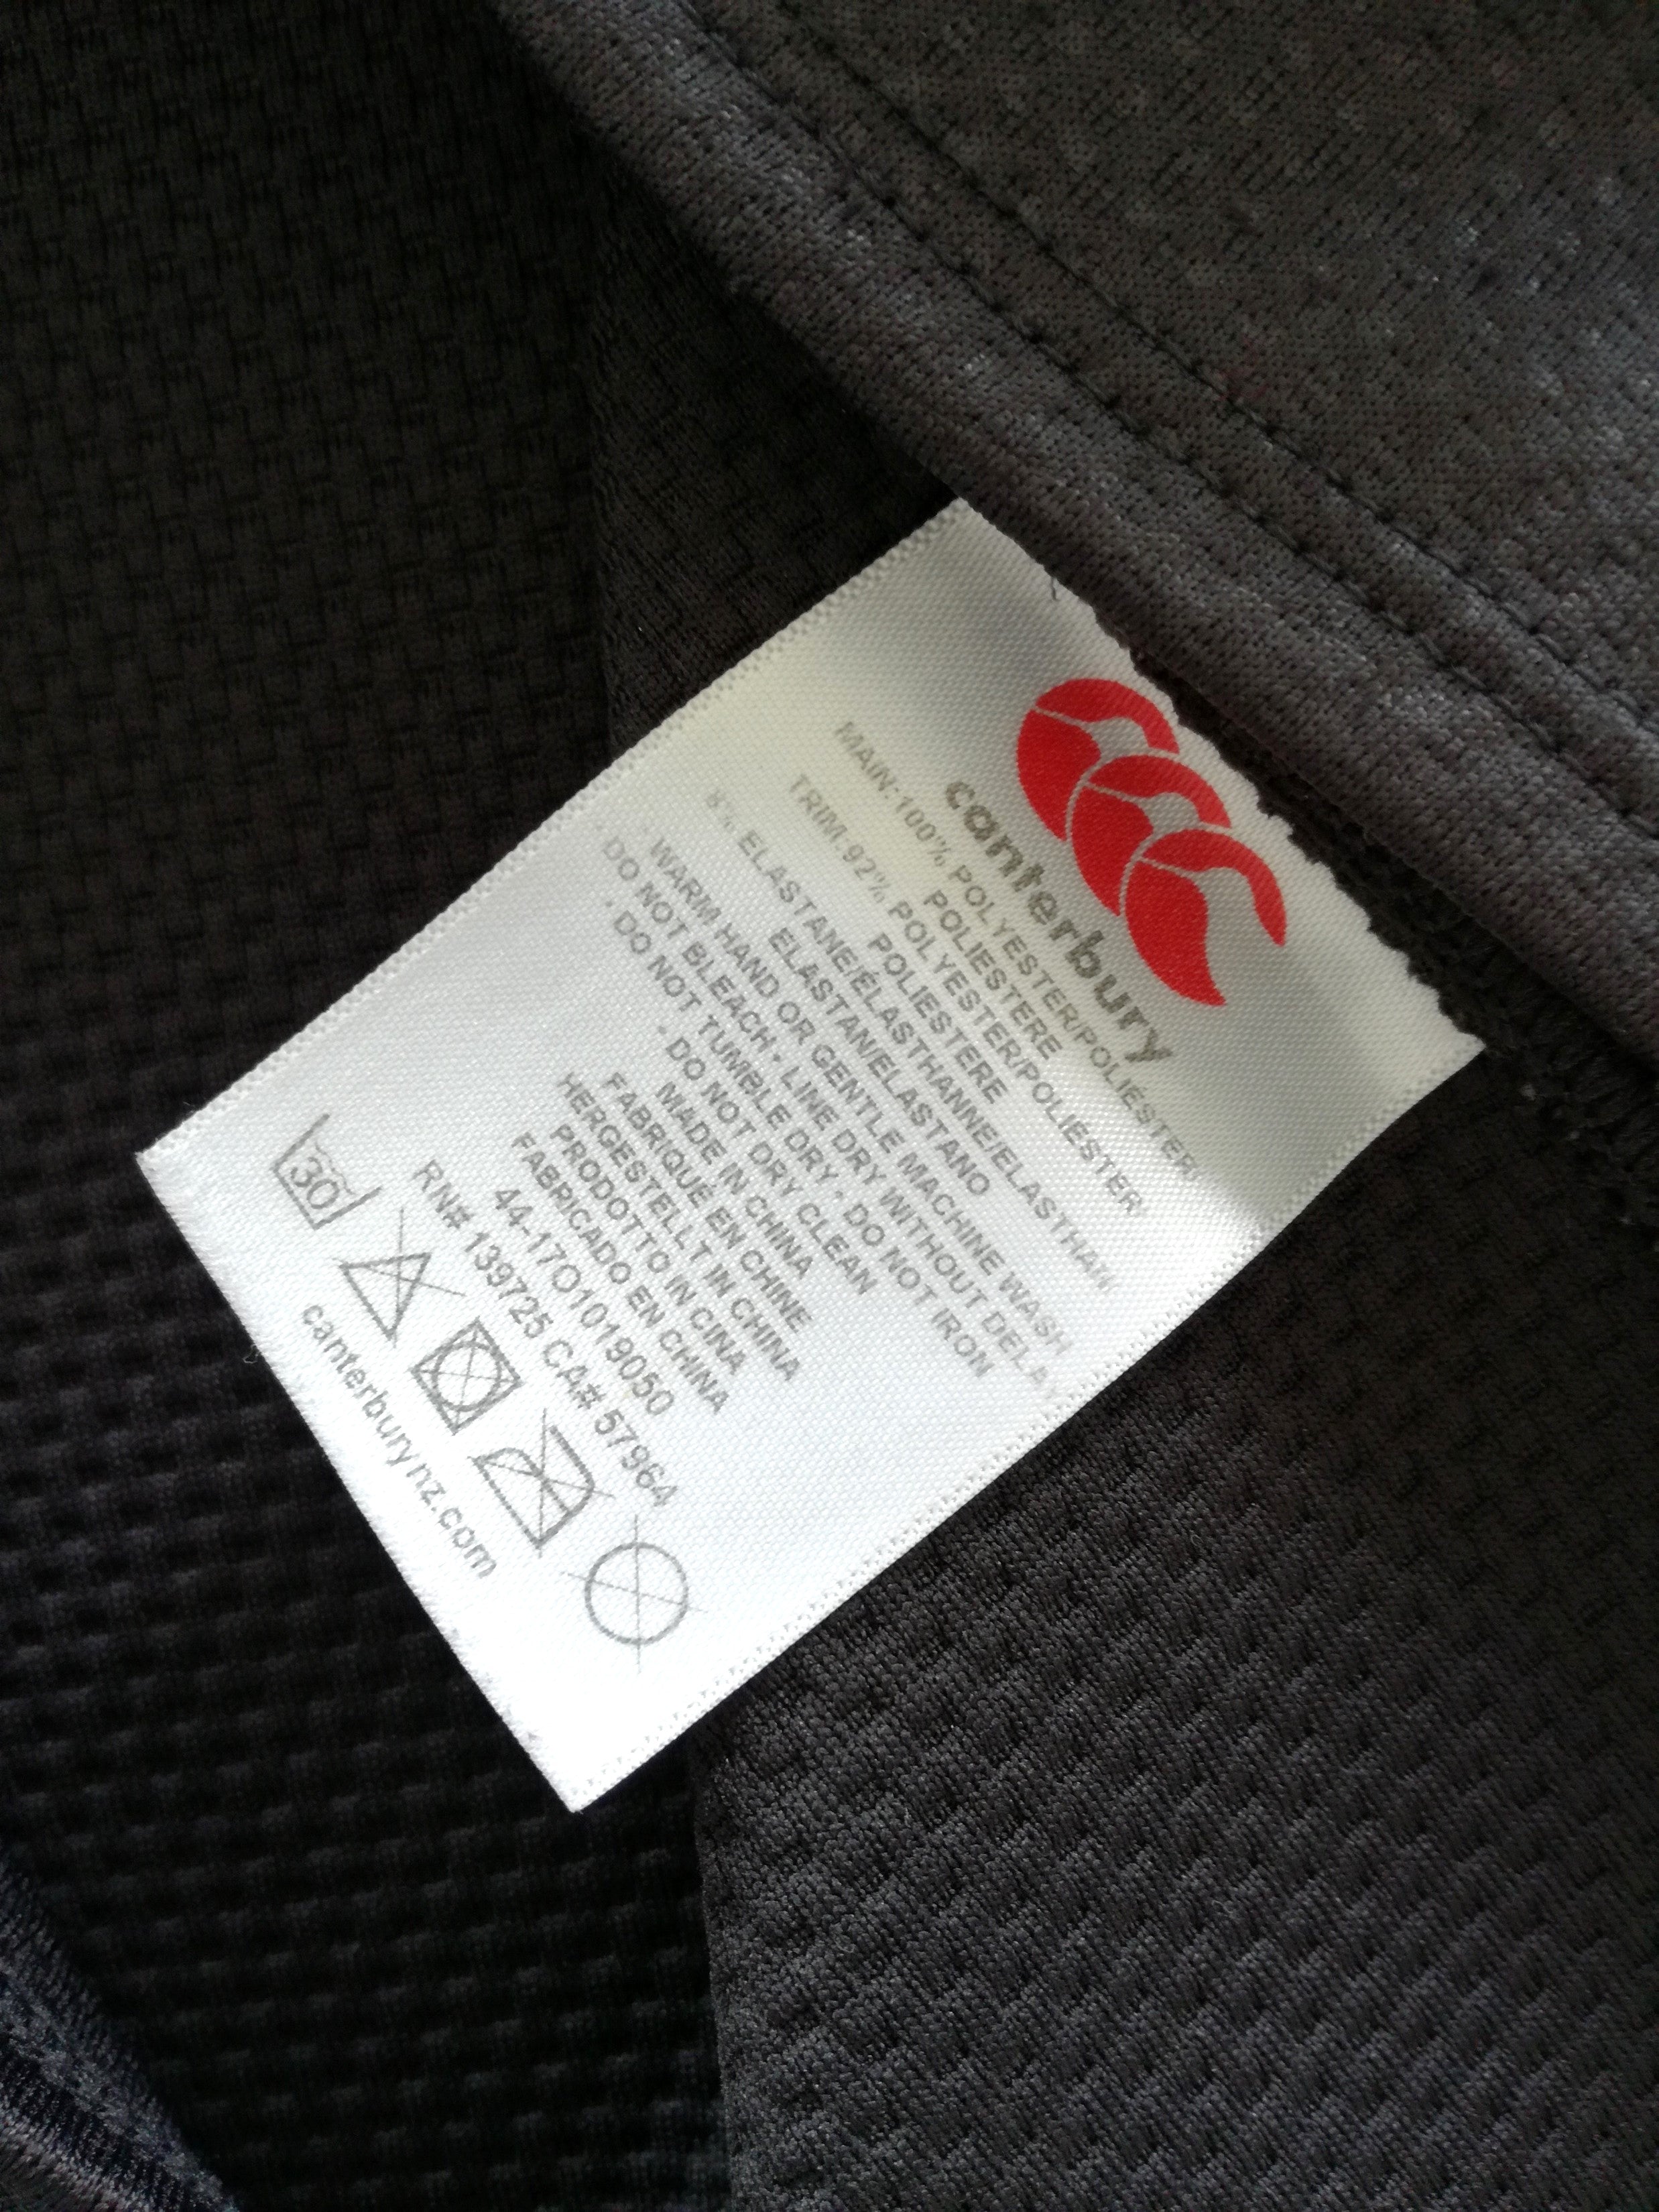 canterbury
MAIN:100% POLYESTER/POLIÉSTER/
POLIESTERE
TRIM:92% POLYESTER/POLIESTER/
POLIESTERE
8% ELASTANE/ÉLASTHANNE/ELASTHAN/
ELASTAN/ELASTANO
· WARM HAND OR GENTLE MACHINE WASH
· DO NOT BLEACH · LINE DRY WITHOUT DELAY
· DO NOT TUMBLE DRY · DO NOT IRON
· DO NOT DRY CLEAN
MADE IN CHINA
FABRIQUÉ EN CHINE
HERGESTELLT IN CHINA
PRODOTTO IN CINA
FABRICADO EN CHINA
44-17O1019050
RN# 139725 CA# 57964
30
canterburynz.com